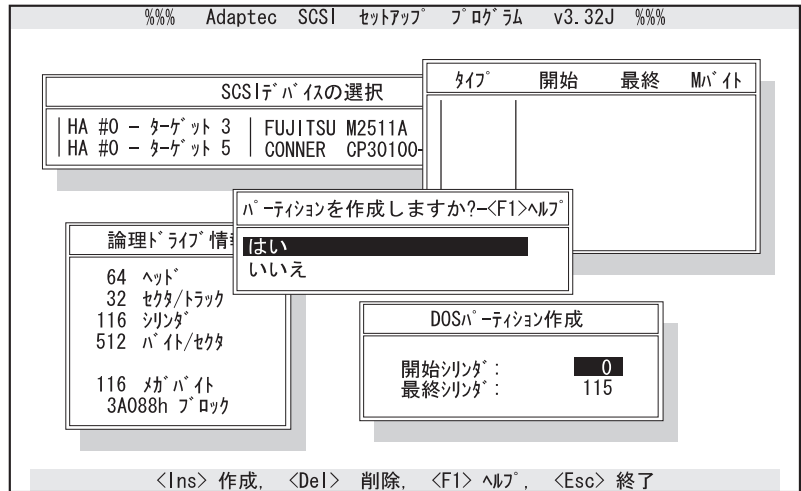 %%% Adaptec SCSI ｾｯﾄｱｯﾌﾟ ﾌﾟﾛｸﾞﾗﾑ v3.32J %%%
SCSIﾃﾞﾊﾞｲｽの選択
HA #0 − ﾀｰｹﾞｯﾄ 3 | FUJITSU M2511A
HA #0 − ﾀｰｹﾞｯﾄ 5 | CONNER CP30100-
ﾀｲﾌﾟ 開始 最終 Mﾊﾞｲﾄ
ﾊﾟｰﾃｨｼｮﾝを作成しますか?−<F1>ﾍﾙﾌﾟ
はい
いいえ
論理ﾄﾞﾗｲﾌﾞ情
64 ﾍｯﾄﾞ
32 ｾｸﾀ/ﾄﾗｯｸ
116 ｼﾘﾝﾀﾞ
512 ﾊﾞｲﾄ/ｾｸﾀ
116 ﾒｶﾞﾊﾞｲﾄ
3A088h ﾌﾞﾛｯｸ
DOSﾊﾟｰﾃｨｼｮﾝ作成
開始ｼﾘﾝﾀﾞ: 0
最終ｼﾘﾝﾀﾞ: 115
<Ins> 作成, <Del> 削除, <F1> ﾍﾙﾌﾟ, <Esc> 終了